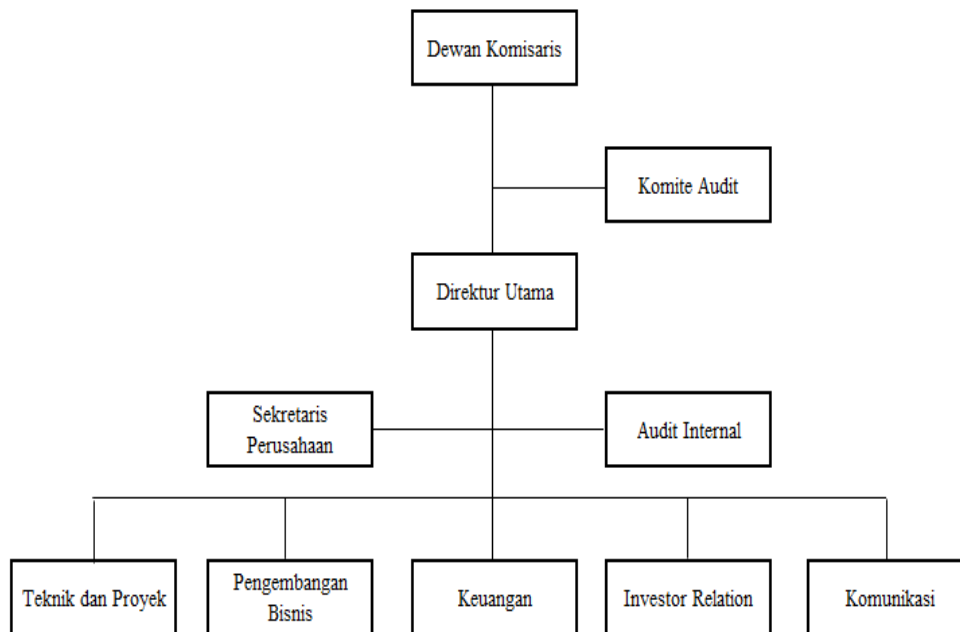 Dewan Komisaris
Komite Audit
Direktur Utama
Sekretaris
Perusahaan
Audit Internal
Teknik dan Proyek
Pengembangan
Bisnis
Keuangan
Investor Relation
Komunikasi